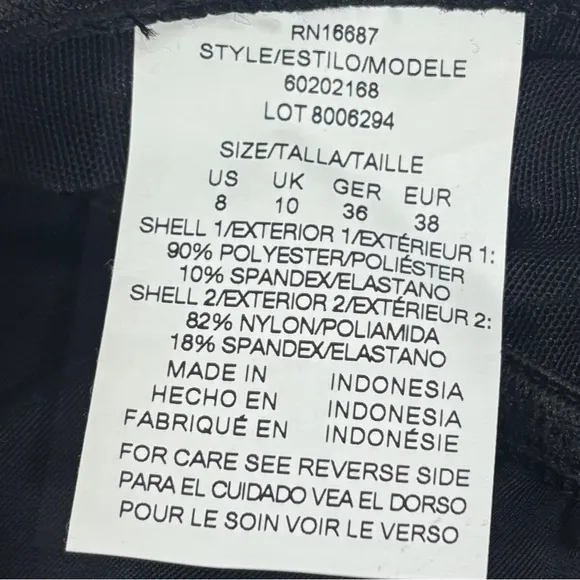 RN16687
STYLE/ESTILO/MODELE
60202168
LOT 8006294
SIZE/TALLA/TAILLE
US UK GER EUR
8 10 36 38
SHELL 1/EXTERIOR 1/EXTÉRIEUR 1:
90% POLYESTER/POLIÉSTER
10% SPANDEX/ELASTANO
SHELL 2/EXTERIOR 2/EXTÉRIEUR 2:
82% NYLON/POLIAMIDA
18% SPANDEX/ELASTANO
MADE IN INDONESIA
HECHO EN INDONESIA
FABRIQUÉ EN INDONÉSIE
FOR CARE SEE REVERSE SIDE
PARA EL CUIDADO VEA EL DORSO
POUR LE SOIN VOIR LE VERSO